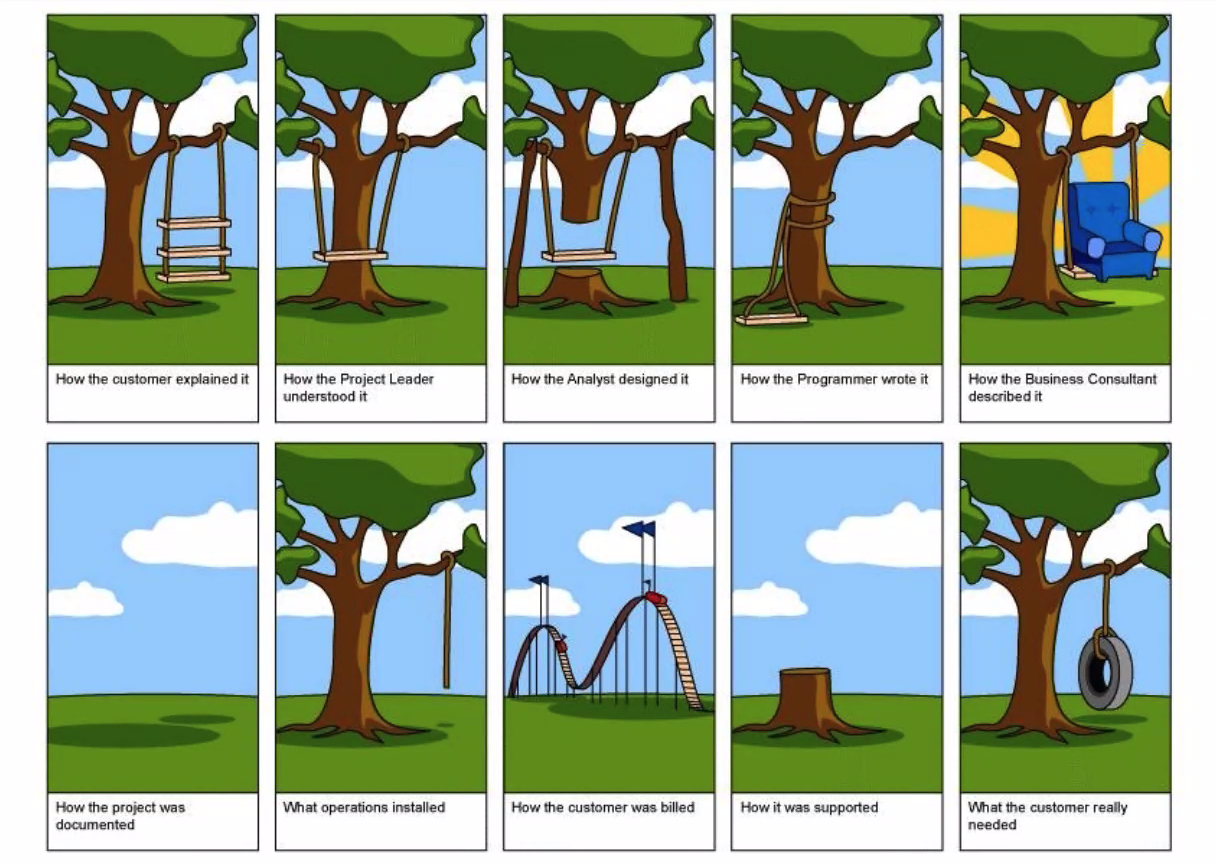 How the customer explained it
How the Project Leader
understood it
How the Analyst designed it
How the Programmer wrote it
How the Business Consultant
described it
How the project was
documented
What operations installed
How the customer was billed
How it was supported
What the customer really
needed